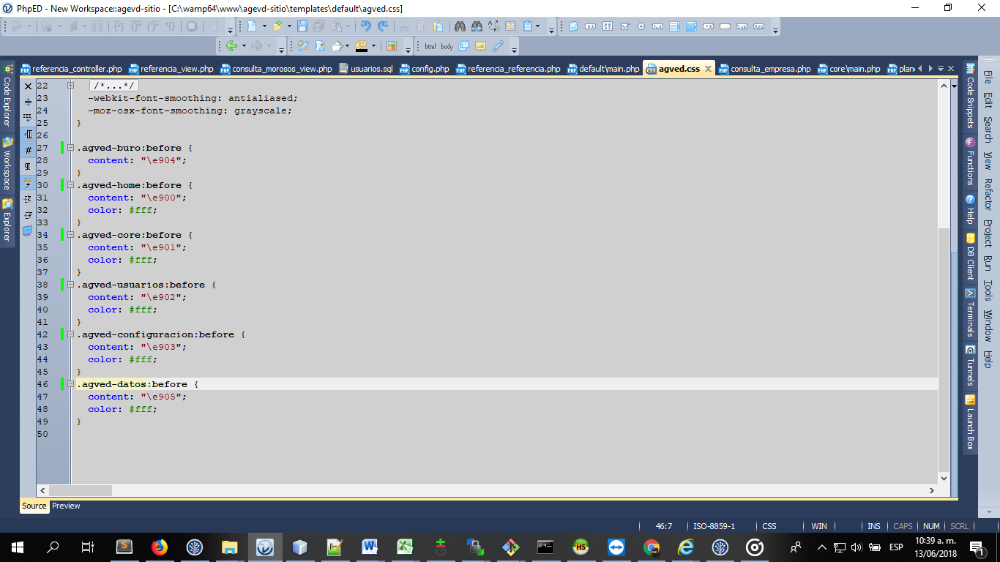 PhpED - New Workspace::agevd-sitio - [C:\wamp64\www\agevd-sitio\templates\default\agved.css]
html body
referencia_controller.php referencia_view.php consulta_morosos_view.php usuarios.sql config.php referencia_referencia.php default\main.php agved.css consulta_empresa.php core\main.php plan
Code Explorer
Workspace
Explorer
22 /*...*/
23 -webkit-font-smoothing: antialiased;
24 -moz-osx-font-smoothing: grayscale;
25 }
26
27 .agved-buro:before {
28 content: "\e904";
29 }
30 .agved-home:before {
31 content: "\e900";
32 color: #fff;
33 }
34 .agved-core:before {
35 content: "\e901";
36 color: #fff;
37 }
38 .agved-usuarios:before {
39 content: "\e902";
40 color: #fff;
41 }
42 .agved-configuracion:before {
43 content: "\e903";
44 color: #fff;
45 }
46 .agved-datos:before {
47 content: "\e905";
48 color: #fff;
49 }
50
Code Snippets
Functions
Help
DB Client
Terminals
Tunnels
Launch Box
File Edit Search View Refactor Project Run Tools Window Help
Source Preview
46:7 ISO-8859-1 CSS WIN INS CAPS NUM SCRL
ESP 10:39 a. m.
13/06/2018